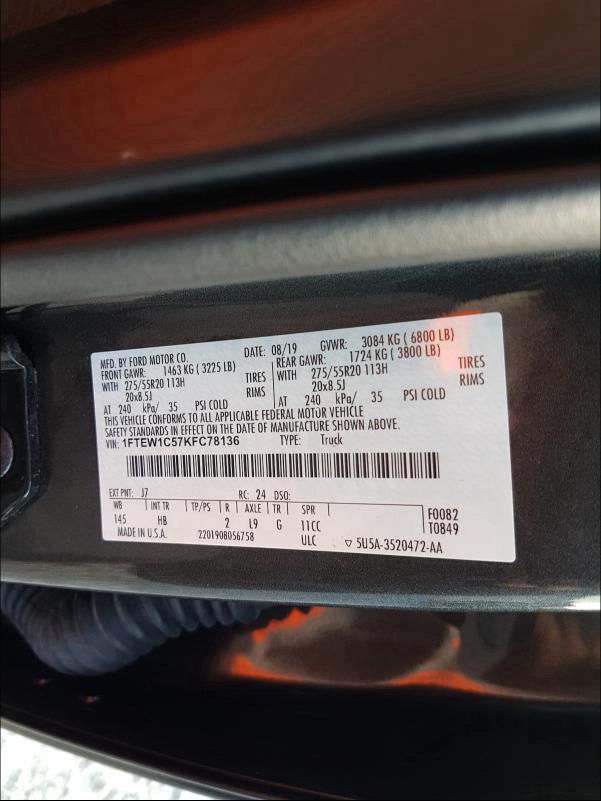 MFD. BY FORD MOTOR CO. DATE: 08/19 GVWR: 3084 KG ( 6800 LB)
FRONT GAWR: 1463 KG ( 3225 LB) REAR GAWR: 1724 KG ( 3800 LB)
WITH 275/55R20 113H TIRES WITH 275/55R20 113H TIRES
20x8.5J RIMS 20x8.5J RIMS
AT 240 kPa/ 35 PSI COLD AT 240 kPa/ 35 PSI COLD
THIS VEHICLE CONFORMS TO ALL APPLICABLE FEDERAL MOTOR VEHICLE
SAFETY STANDARDS IN EFFECT ON THE DATE OF MANUFACTURE SHOWN ABOVE.
VIN: 1FTEW1C57KFC78136 TYPE: Truck
EXT PNT: J7 RC: 24 DSO:
WB INT TR TP/PS R AXLE TR SPR F0082
145 HB 2 L9 G 11CC T0849
MADE IN U.S.A. 2201908056758 ULC ▽ 5U5A-3520472-AA